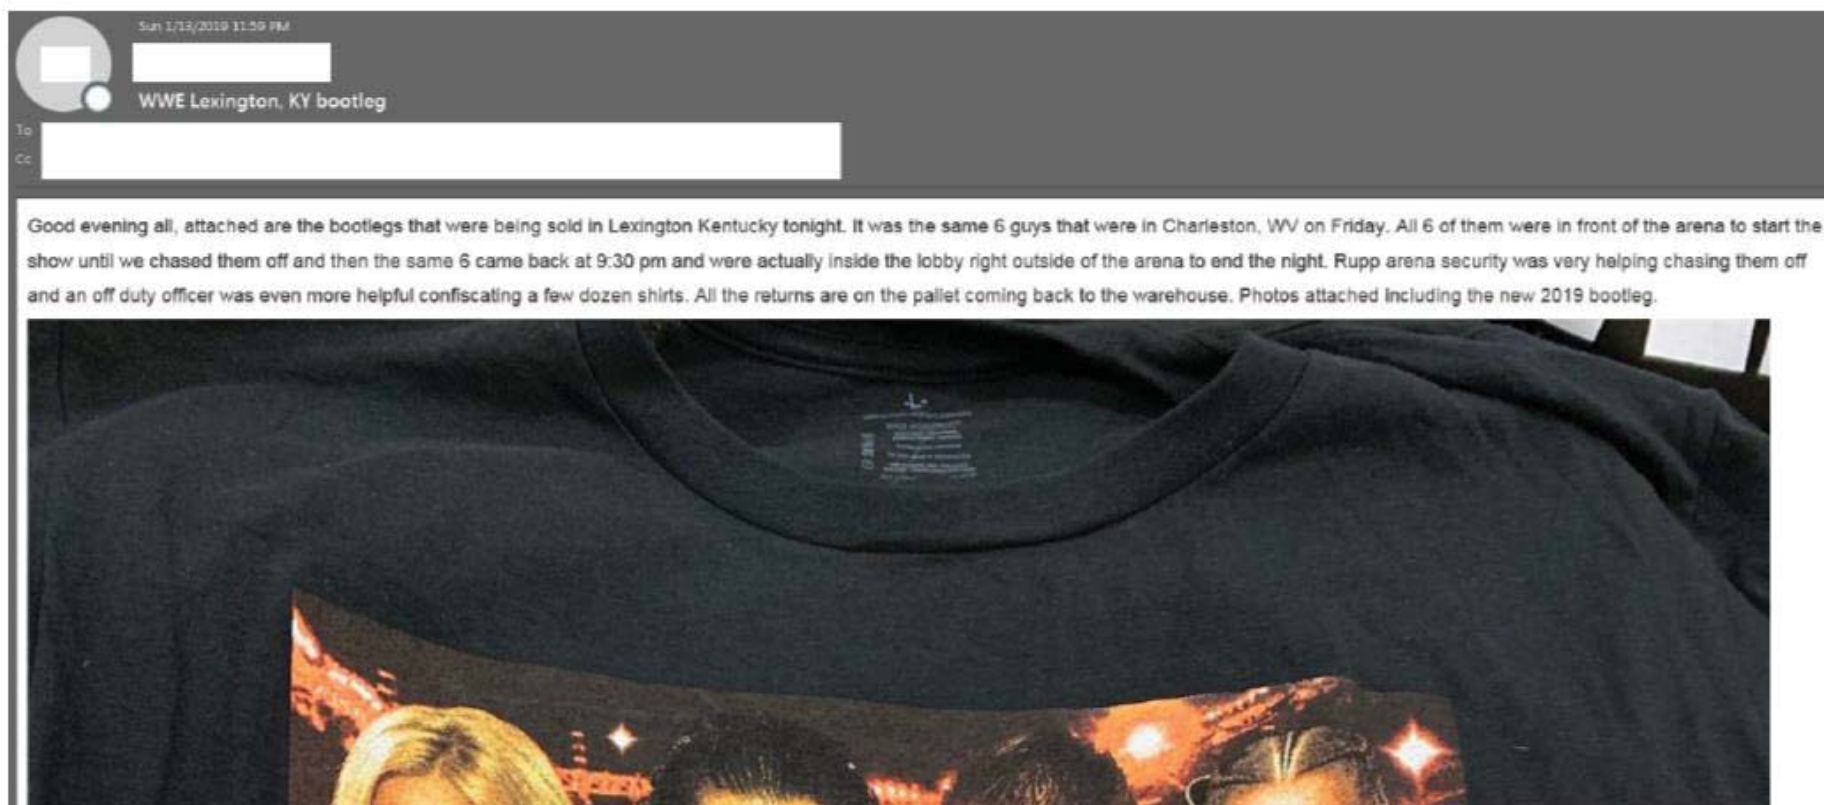 Sun 1/13/2019 11:59 PM
WWE Lexington, KY bootleg
To
Cc
Good evening all, attached are the bootlegs that were being sold in Lexington Kentucky tonight. It was the same 6 guys that were in Charleston, WV on Friday. All 6 of them were in front of the arena to start the
show until we chased them off and then the same 6 came back at 9:30 pm and were actually inside the lobby right outside of the arena to end the night. Rupp arena security was very helping chasing them off
and an off duty officer was even more helpful confiscating a few dozen shirts. All the returns are on the pallet coming back to the warehouse. Photos attached including the new 2019 bootleg.
-L-